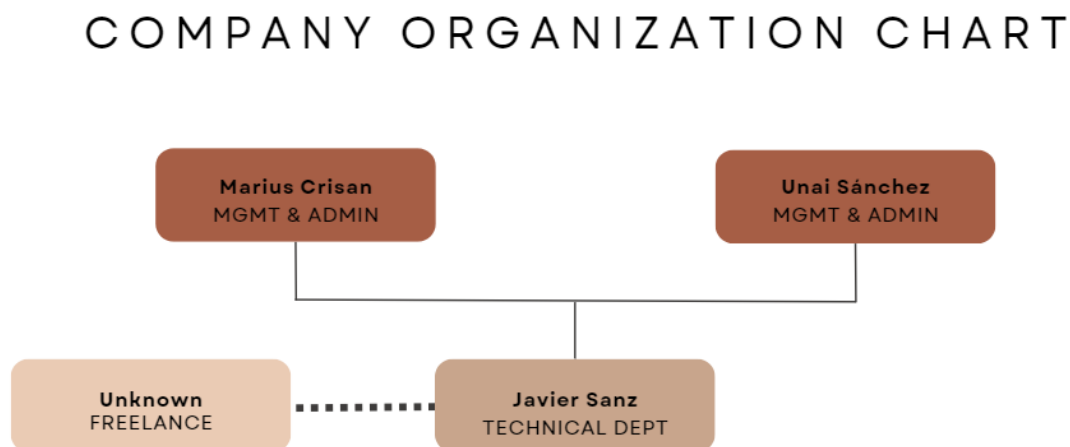 COMPANY ORGANIZATION CHART
Marius Crisan
MGMT & ADMIN
Unai Sánchez
MGMT & ADMIN
Unknown
FREELANCE
Javier Sanz
TECHNICAL DEPT